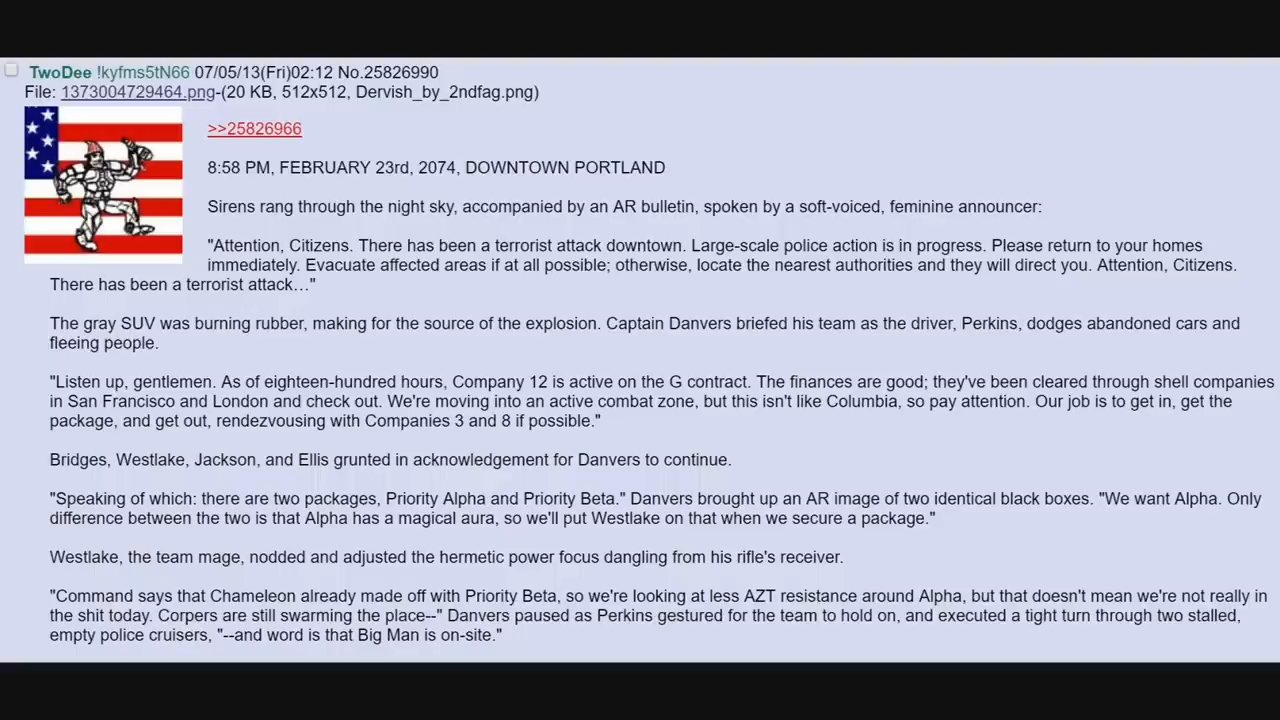 TwoDee !kyfms5tN66 07/05/13(Fri)02:12 No.25826990
File: 1373004729464.png-(20 KB, 512x512, Dervish_by_2ndfag.png)
>>25826966
8:58 PM, FEBRUARY 23rd, 2074, DOWNTOWN PORTLAND
Sirens rang through the night sky, accompanied by an AR bulletin, spoken by a soft-voiced, feminine announcer:
"Attention, Citizens. There has been a terrorist attack downtown. Large-scale police action is in progress. Please return to your homes
immediately. Evacuate affected areas if at all possible; otherwise, locate the nearest authorities and they will direct you. Attention, Citizens.
There has been a terrorist attack…"
The gray SUV was burning rubber, making for the source of the explosion. Captain Danvers briefed his team as the driver, Perkins, dodges abandoned cars and
fleeing people.
"Listen up, gentlemen. As of eighteen-hundred hours, Company 12 is active on the G contract. The finances are good; they've been cleared through shell companies
in San Francisco and London and check out. We're moving into an active combat zone, but this isn't like Columbia, so pay attention. Our job is to get in, get the
package, and get out, rendezvousing with Companies 3 and 8 if possible."
Bridges, Westlake, Jackson, and Ellis grunted in acknowledgement for Danvers to continue.
"Speaking of which: there are two packages, Priority Alpha and Priority Beta." Danvers brought up an AR image of two identical black boxes. "We want Alpha. Only
difference between the two is that Alpha has a magical aura, so we'll put Westlake on that when we secure a package."
Westlake, the team mage, nodded and adjusted the hermetic power focus dangling from his rifle's receiver.
"Command says that Chameleon already made off with Priority Beta, so we're looking at less AZT resistance around Alpha, but that doesn't mean we're not really in
the shit today. Corpers are still swarming the place--" Danvers paused as Perkins gestured for the team to hold on, and executed a tight turn through two stalled,
empty police cruisers, "--and word is that Big Man is on-site."